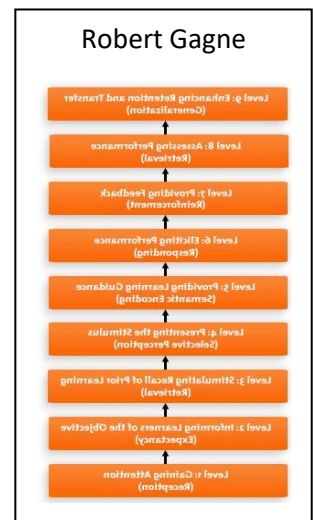 Robert Gagne
Level 9: Enhancing Retention and Transfer
(Generalization)
Level 8: Assessing Performance
(Retrieval)
Level 7: Providing Feedback
(Reinforcement)
Level 6: Eliciting Performance
(Responding)
Level 5: Providing Learning Guidance
(Semantic Encoding)
Level 4: Presenting the Stimulus
(Selective Perception)
Level 3: Stimulating Recall of Prior Learning
(Retrieval)
Level 2: Informing Learners of the Objective
(Expectancy)
Level 1: Gaining Attention
(Reception)